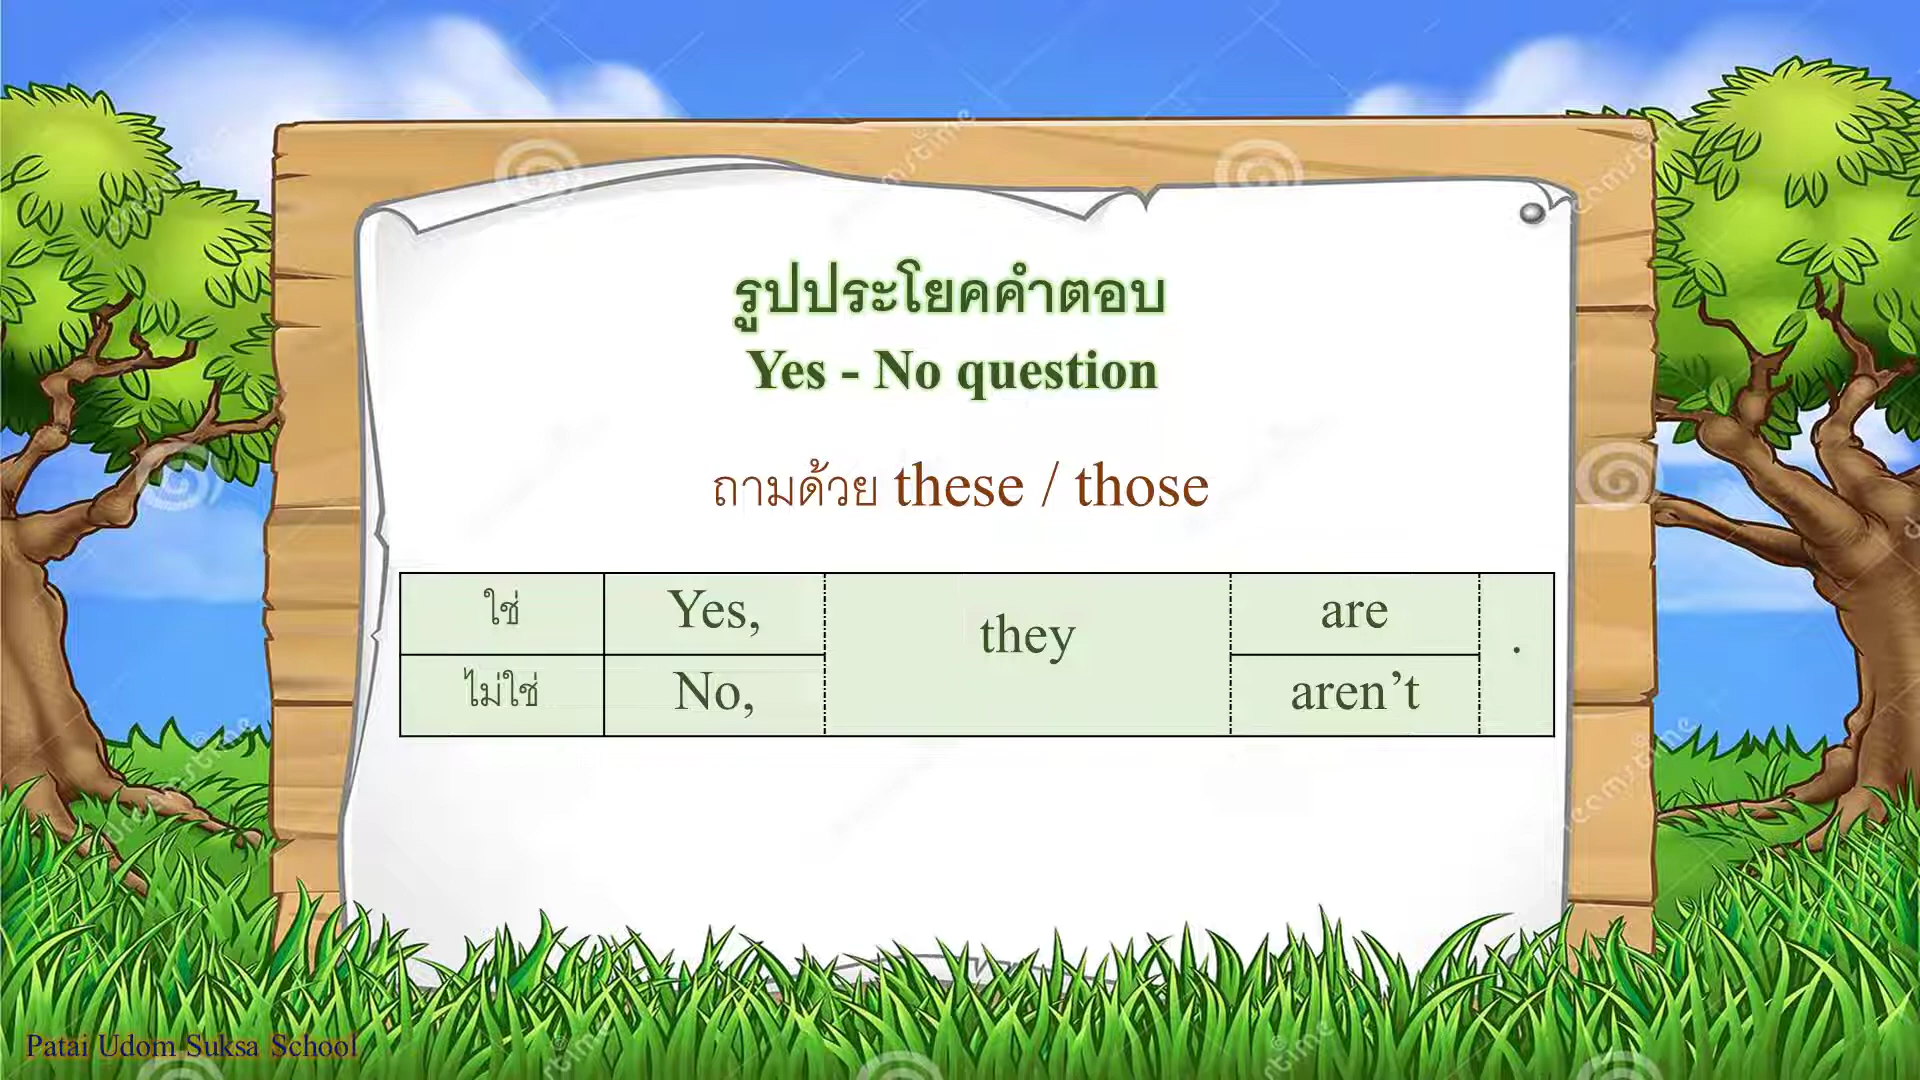 รูปประโยคคำตอบ
Yes - No question
ถามด้วย these / those
ใช่ Yes, they are .
ไม่ใช่ No, aren’t
Patai Udom Suksa School
dreamstime